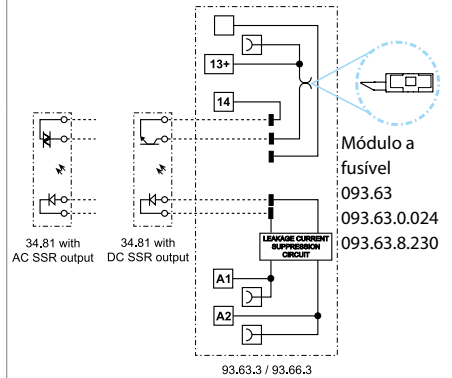 13+
14
Módulo a
fusível
093.63
093.63.0.024
093.63.8.230
34.81 with
AC SSR output
34.81 with
DC SSR output
LEAKAGE CURRENT
SUPPRESSION
CIRCUIT
A1
A2
93.63.3 / 93.66.3